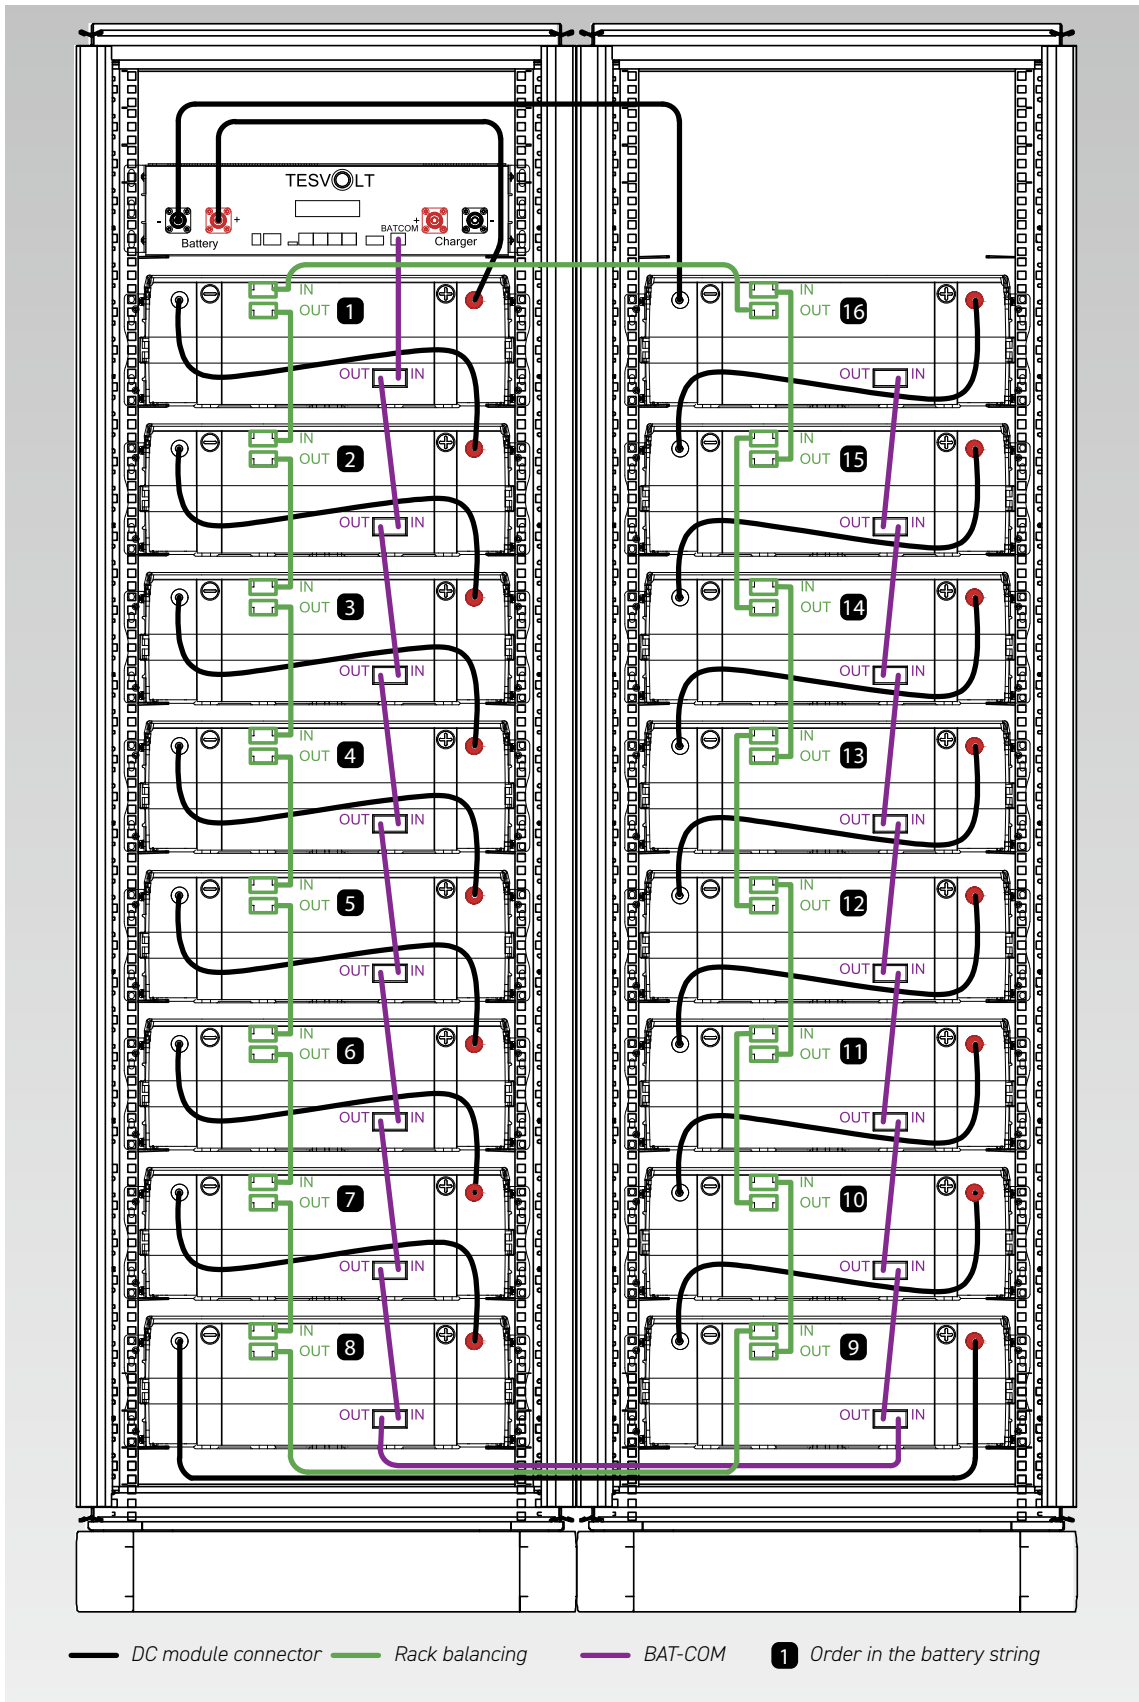 TESVOLT
BATCOM
- + + -
Battery Charger
IN
OUT 1
OUT IN
IN
OUT 2
OUT IN
IN
OUT 3
OUT IN
IN
OUT 4
OUT IN
IN
OUT 5
OUT IN
IN
OUT 6
OUT IN
IN
OUT 7
OUT IN
IN
OUT 8
OUT IN
IN
OUT 16
OUT IN
IN
OUT 15
OUT IN
IN
OUT 14
OUT IN
IN
OUT 13
OUT IN
IN
OUT 12
OUT IN
IN
OUT 11
OUT IN
IN
OUT 10
OUT IN
IN
OUT 9
OUT IN
DC module connector Rack balancing BAT-COM 1 Order in the battery string